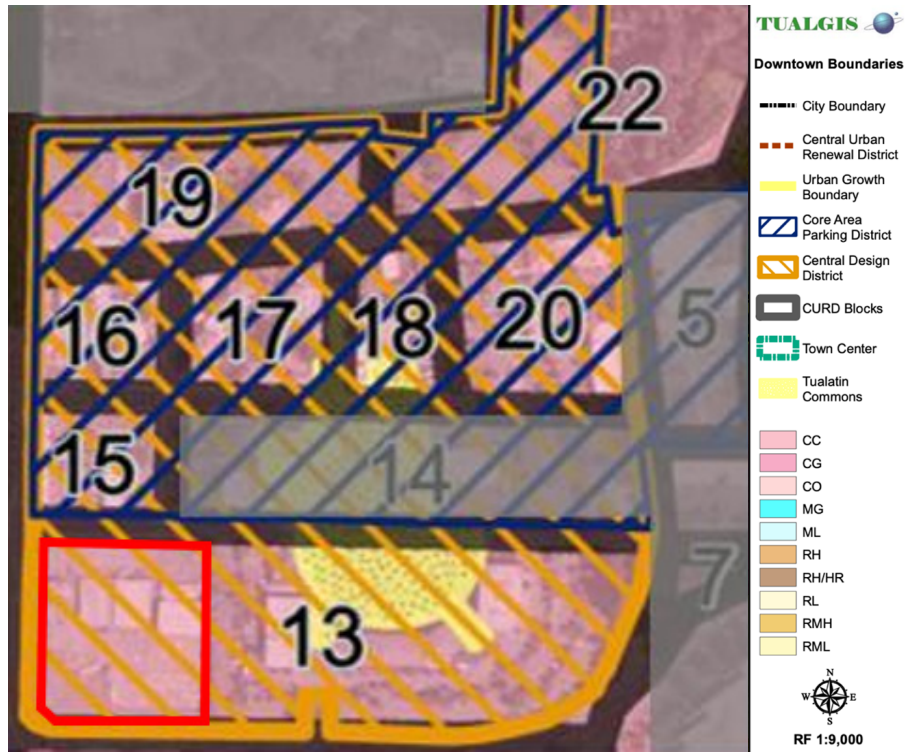 22
19
16
17
18
20
5
15
14
13
7
TUALGIS
Downtown Boundaries
City Boundary
Central Urban
Renewal District
Urban Growth
Boundary
Core Area
Parking District
Central Design
District
CURD Blocks
Town Center
Tualatin
Commons
CC
CG
CO
MG
ML
RH
RH/HR
RL
RMH
RML
N
W
E
S
RF 1:9,000